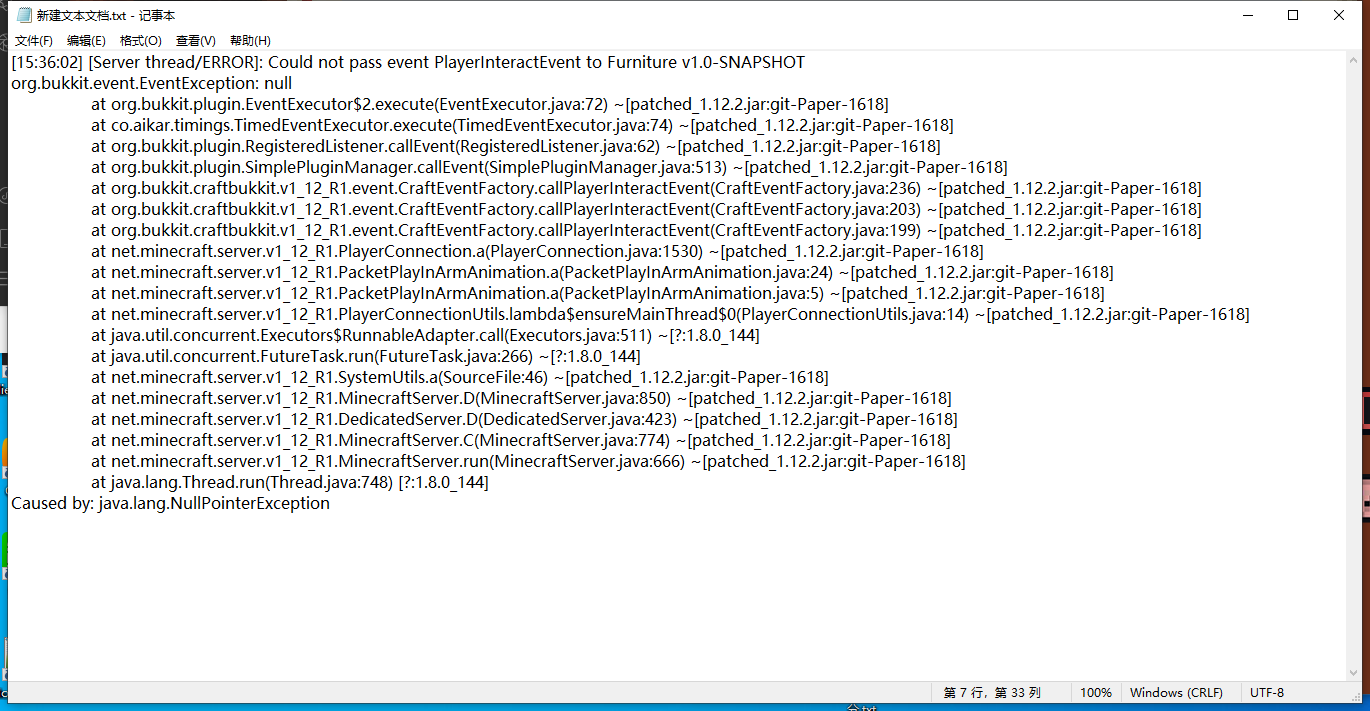 新建文本文档.txt - 记事本
文件(F) 编辑(E) 格式(O) 查看(V) 帮助(H)
[15:36:02] [Server thread/ERROR]: Could not pass event PlayerInteractEvent to Furniture v1.0-SNAPSHOT
org.bukkit.event.EventException: null
at org.bukkit.plugin.EventExecutor$2.execute(EventExecutor.java:72) ~[patched_1.12.2.jar:git-Paper-1618]
at co.aikar.timings.TimedEventExecutor.execute(TimedEventExecutor.java:74) ~[patched_1.12.2.jar:git-Paper-1618]
at org.bukkit.plugin.RegisteredListener.callEvent(RegisteredListener.java:62) ~[patched_1.12.2.jar:git-Paper-1618]
at org.bukkit.plugin.SimplePluginManager.callEvent(SimplePluginManager.java:513) ~[patched_1.12.2.jar:git-Paper-1618]
at org.bukkit.craftbukkit.v1_12_R1.event.CraftEventFactory.callPlayerInteractEvent(CraftEventFactory.java:236) ~[patched_1.12.2.jar:git-Paper-1618]
at org.bukkit.craftbukkit.v1_12_R1.event.CraftEventFactory.callPlayerInteractEvent(CraftEventFactory.java:203) ~[patched_1.12.2.jar:git-Paper-1618]
at org.bukkit.craftbukkit.v1_12_R1.event.CraftEventFactory.callPlayerInteractEvent(CraftEventFactory.java:199) ~[patched_1.12.2.jar:git-Paper-1618]
at net.minecraft.server.v1_12_R1.PlayerConnection.a(PlayerConnection.java:1530) ~[patched_1.12.2.jar:git-Paper-1618]
at net.minecraft.server.v1_12_R1.PacketPlayInArmAnimation.a(PacketPlayInArmAnimation.java:24) ~[patched_1.12.2.jar:git-Paper-1618]
at net.minecraft.server.v1_12_R1.PacketPlayInArmAnimation.a(PacketPlayInArmAnimation.java:5) ~[patched_1.12.2.jar:git-Paper-1618]
at net.minecraft.server.v1_12_R1.PlayerConnectionUtils.lambda$ensureMainThread$0(PlayerConnectionUtils.java:14) ~[patched_1.12.2.jar:git-Paper-1618]
at java.util.concurrent.Executors$RunnableAdapter.call(Executors.java:511) ~[?:1.8.0_144]
at java.util.concurrent.FutureTask.run(FutureTask.java:266) ~[?:1.8.0_144]
at net.minecraft.server.v1_12_R1.SystemUtils.a(SourceFile:46) ~[patched_1.12.2.jar:git-Paper-1618]
at net.minecraft.server.v1_12_R1.MinecraftServer.D(MinecraftServer.java:850) ~[patched_1.12.2.jar:git-Paper-1618]
at net.minecraft.server.v1_12_R1.DedicatedServer.D(DedicatedServer.java:423) ~[patched_1.12.2.jar:git-Paper-1618]
at net.minecraft.server.v1_12_R1.MinecraftServer.C(MinecraftServer.java:774) ~[patched_1.12.2.jar:git-Paper-1618]
at net.minecraft.server.v1_12_R1.MinecraftServer.run(MinecraftServer.java:666) ~[patched_1.12.2.jar:git-Paper-1618]
at java.lang.Thread.run(Thread.java:748) [?:1.8.0_144]
Caused by: java.lang.NullPointerException
第 7 行，第 33 列 100% Windows (CRLF) UTF-8